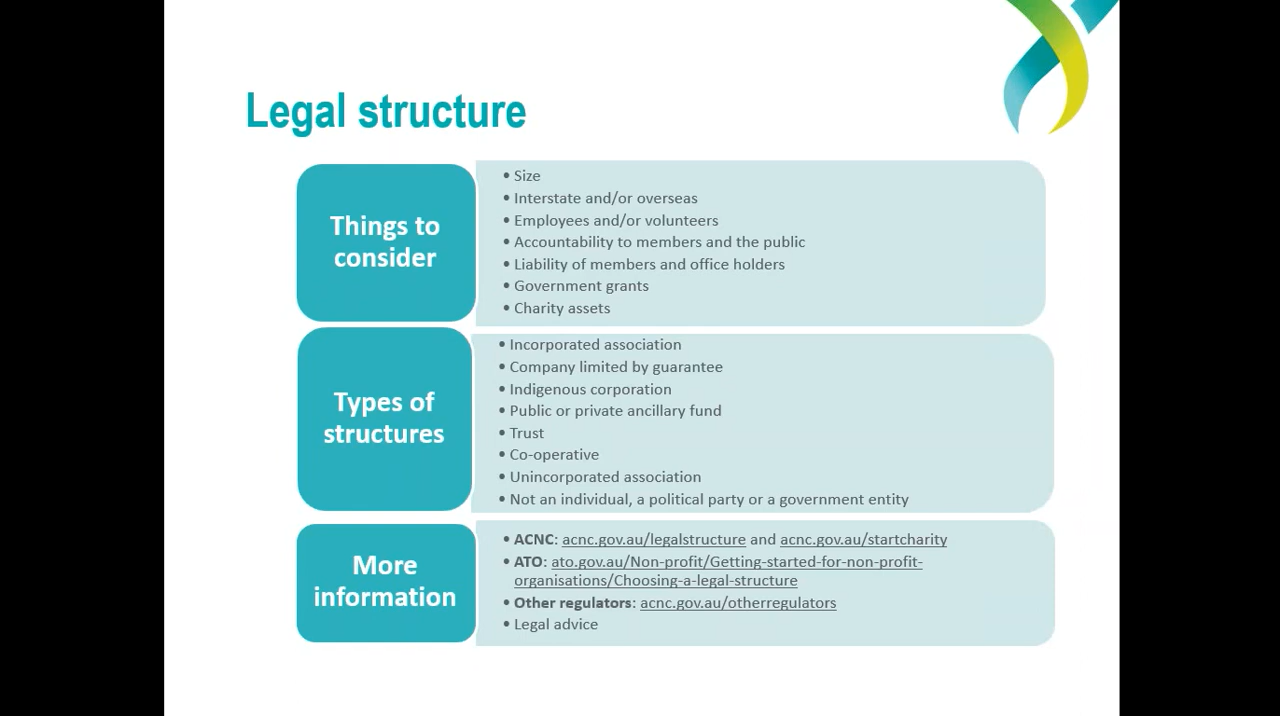 Legal structure
Things to
consider
• Size
• Interstate and/or overseas
• Employees and/or volunteers
• Accountability to members and the public
• Liability of members and office holders
• Government grants
• Charity assets
Types of
structures
• Incorporated association
• Company limited by guarantee
• Indigenous corporation
• Public or private ancillary fund
• Trust
• Co-operative
• Unincorporated association
• Not an individual, a political party or a government entity
More
information
• ACNC: acnc.gov.au/legalstructure and acnc.gov.au/startcharity
• ATO: ato.gov.au/Non-profit/Getting-started-for-non-profit-
organisations/Choosing-a-legal-structure
• Other regulators: acnc.gov.au/otherregulators
• Legal advice